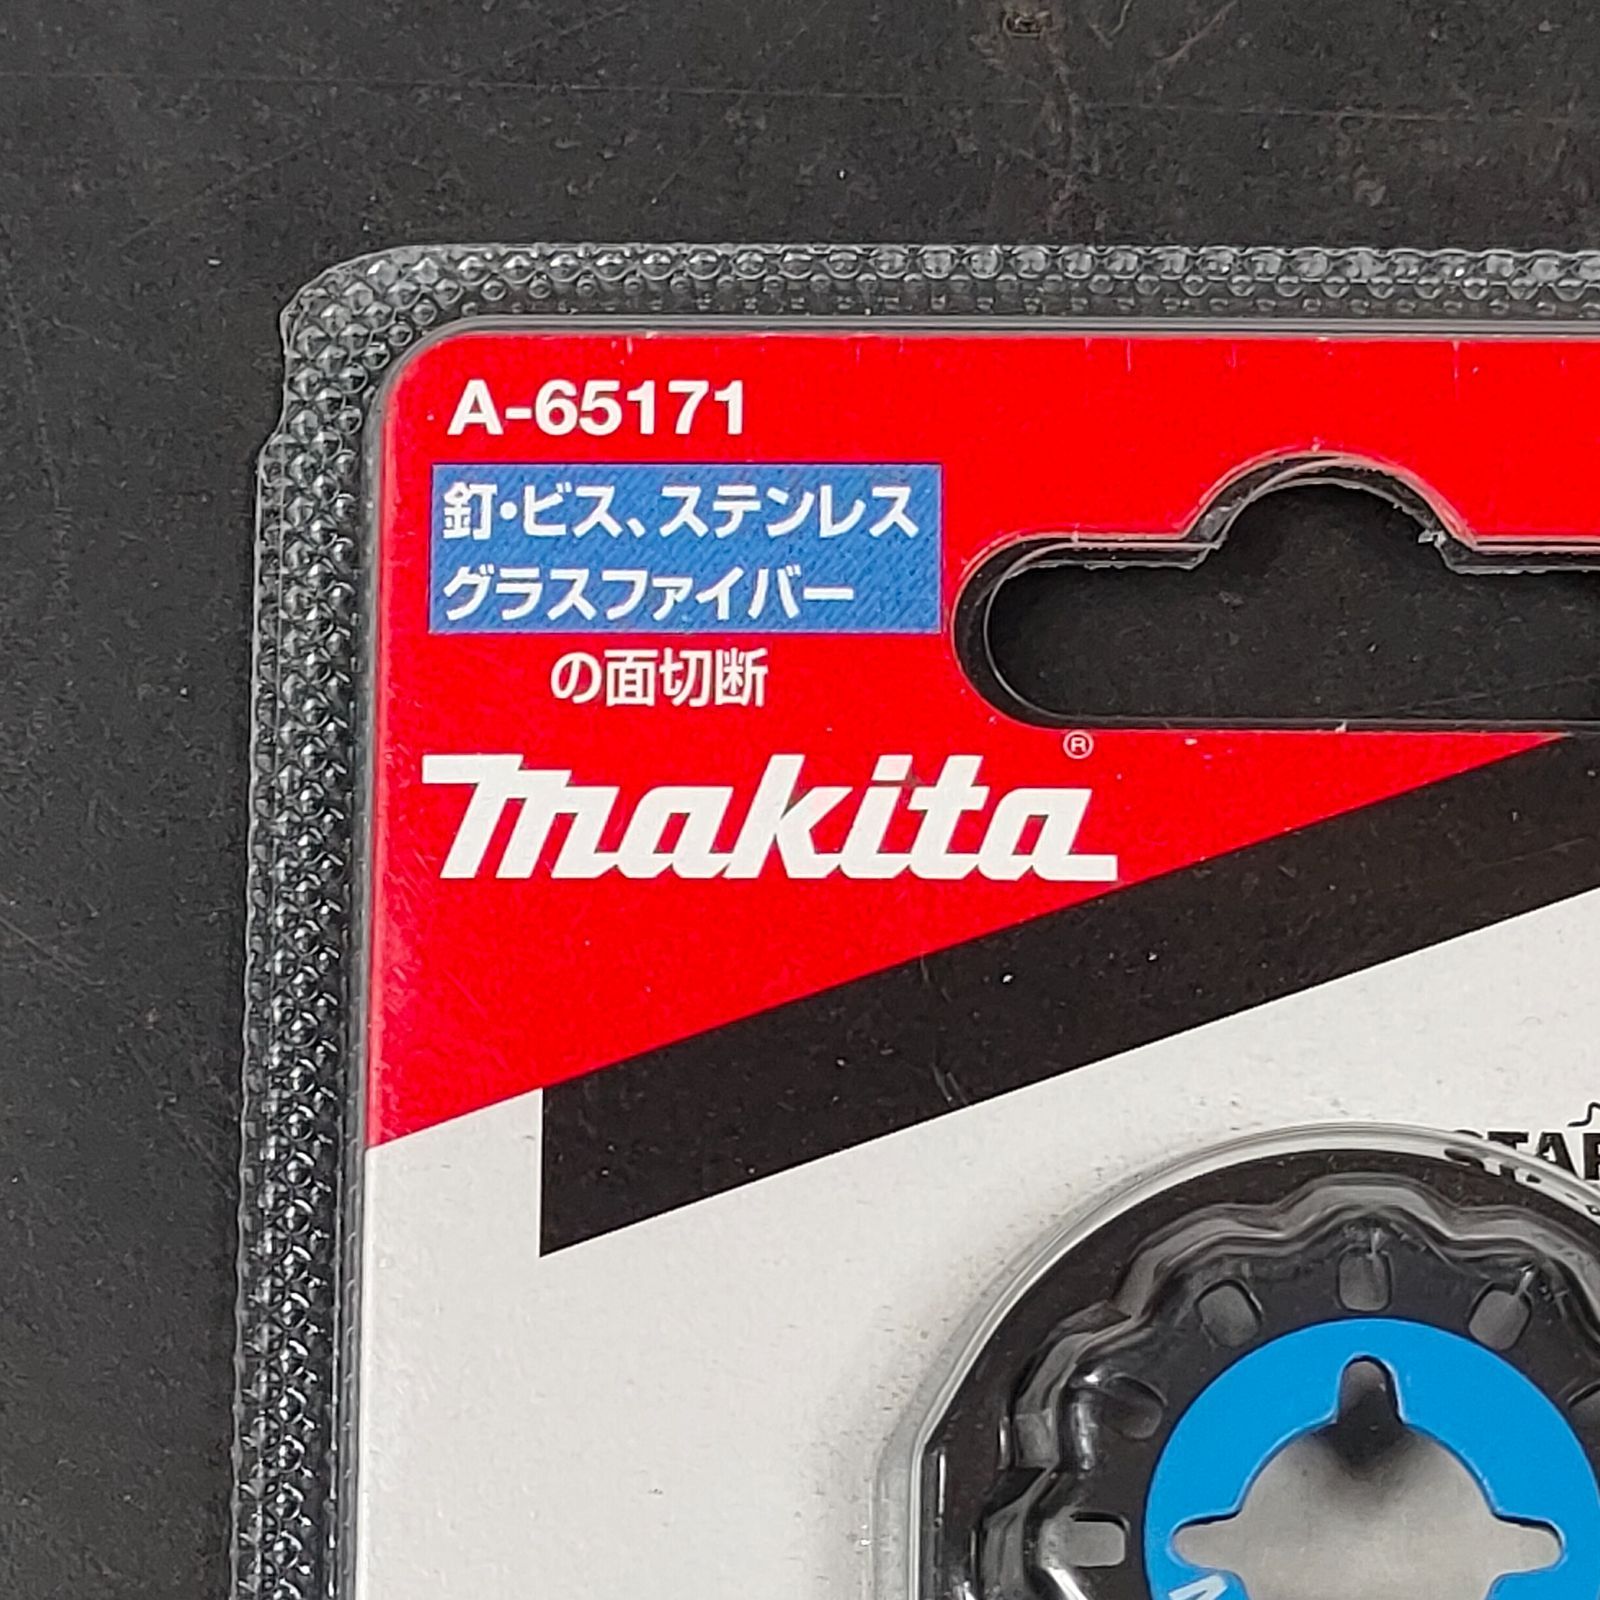 A-65171
釘・ビス、ステンレス
グラスファイバー
の面切断
makita®